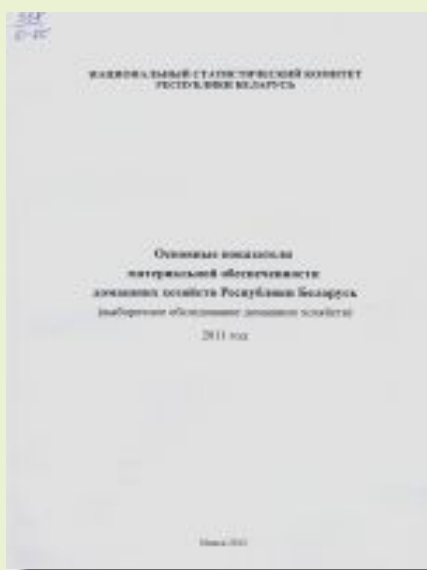 НАЦИОНАЛЬНЫЙ СТАТИСТИЧЕСКИЙ КОМИТЕТ
РЕСПУБЛИКИ БЕЛАРУСЬ
Основные показатели
материальной обеспеченности
домашних хозяйств Республики Беларусь
(выборочное обследование домашних хозяйств)
2011 год
Минск